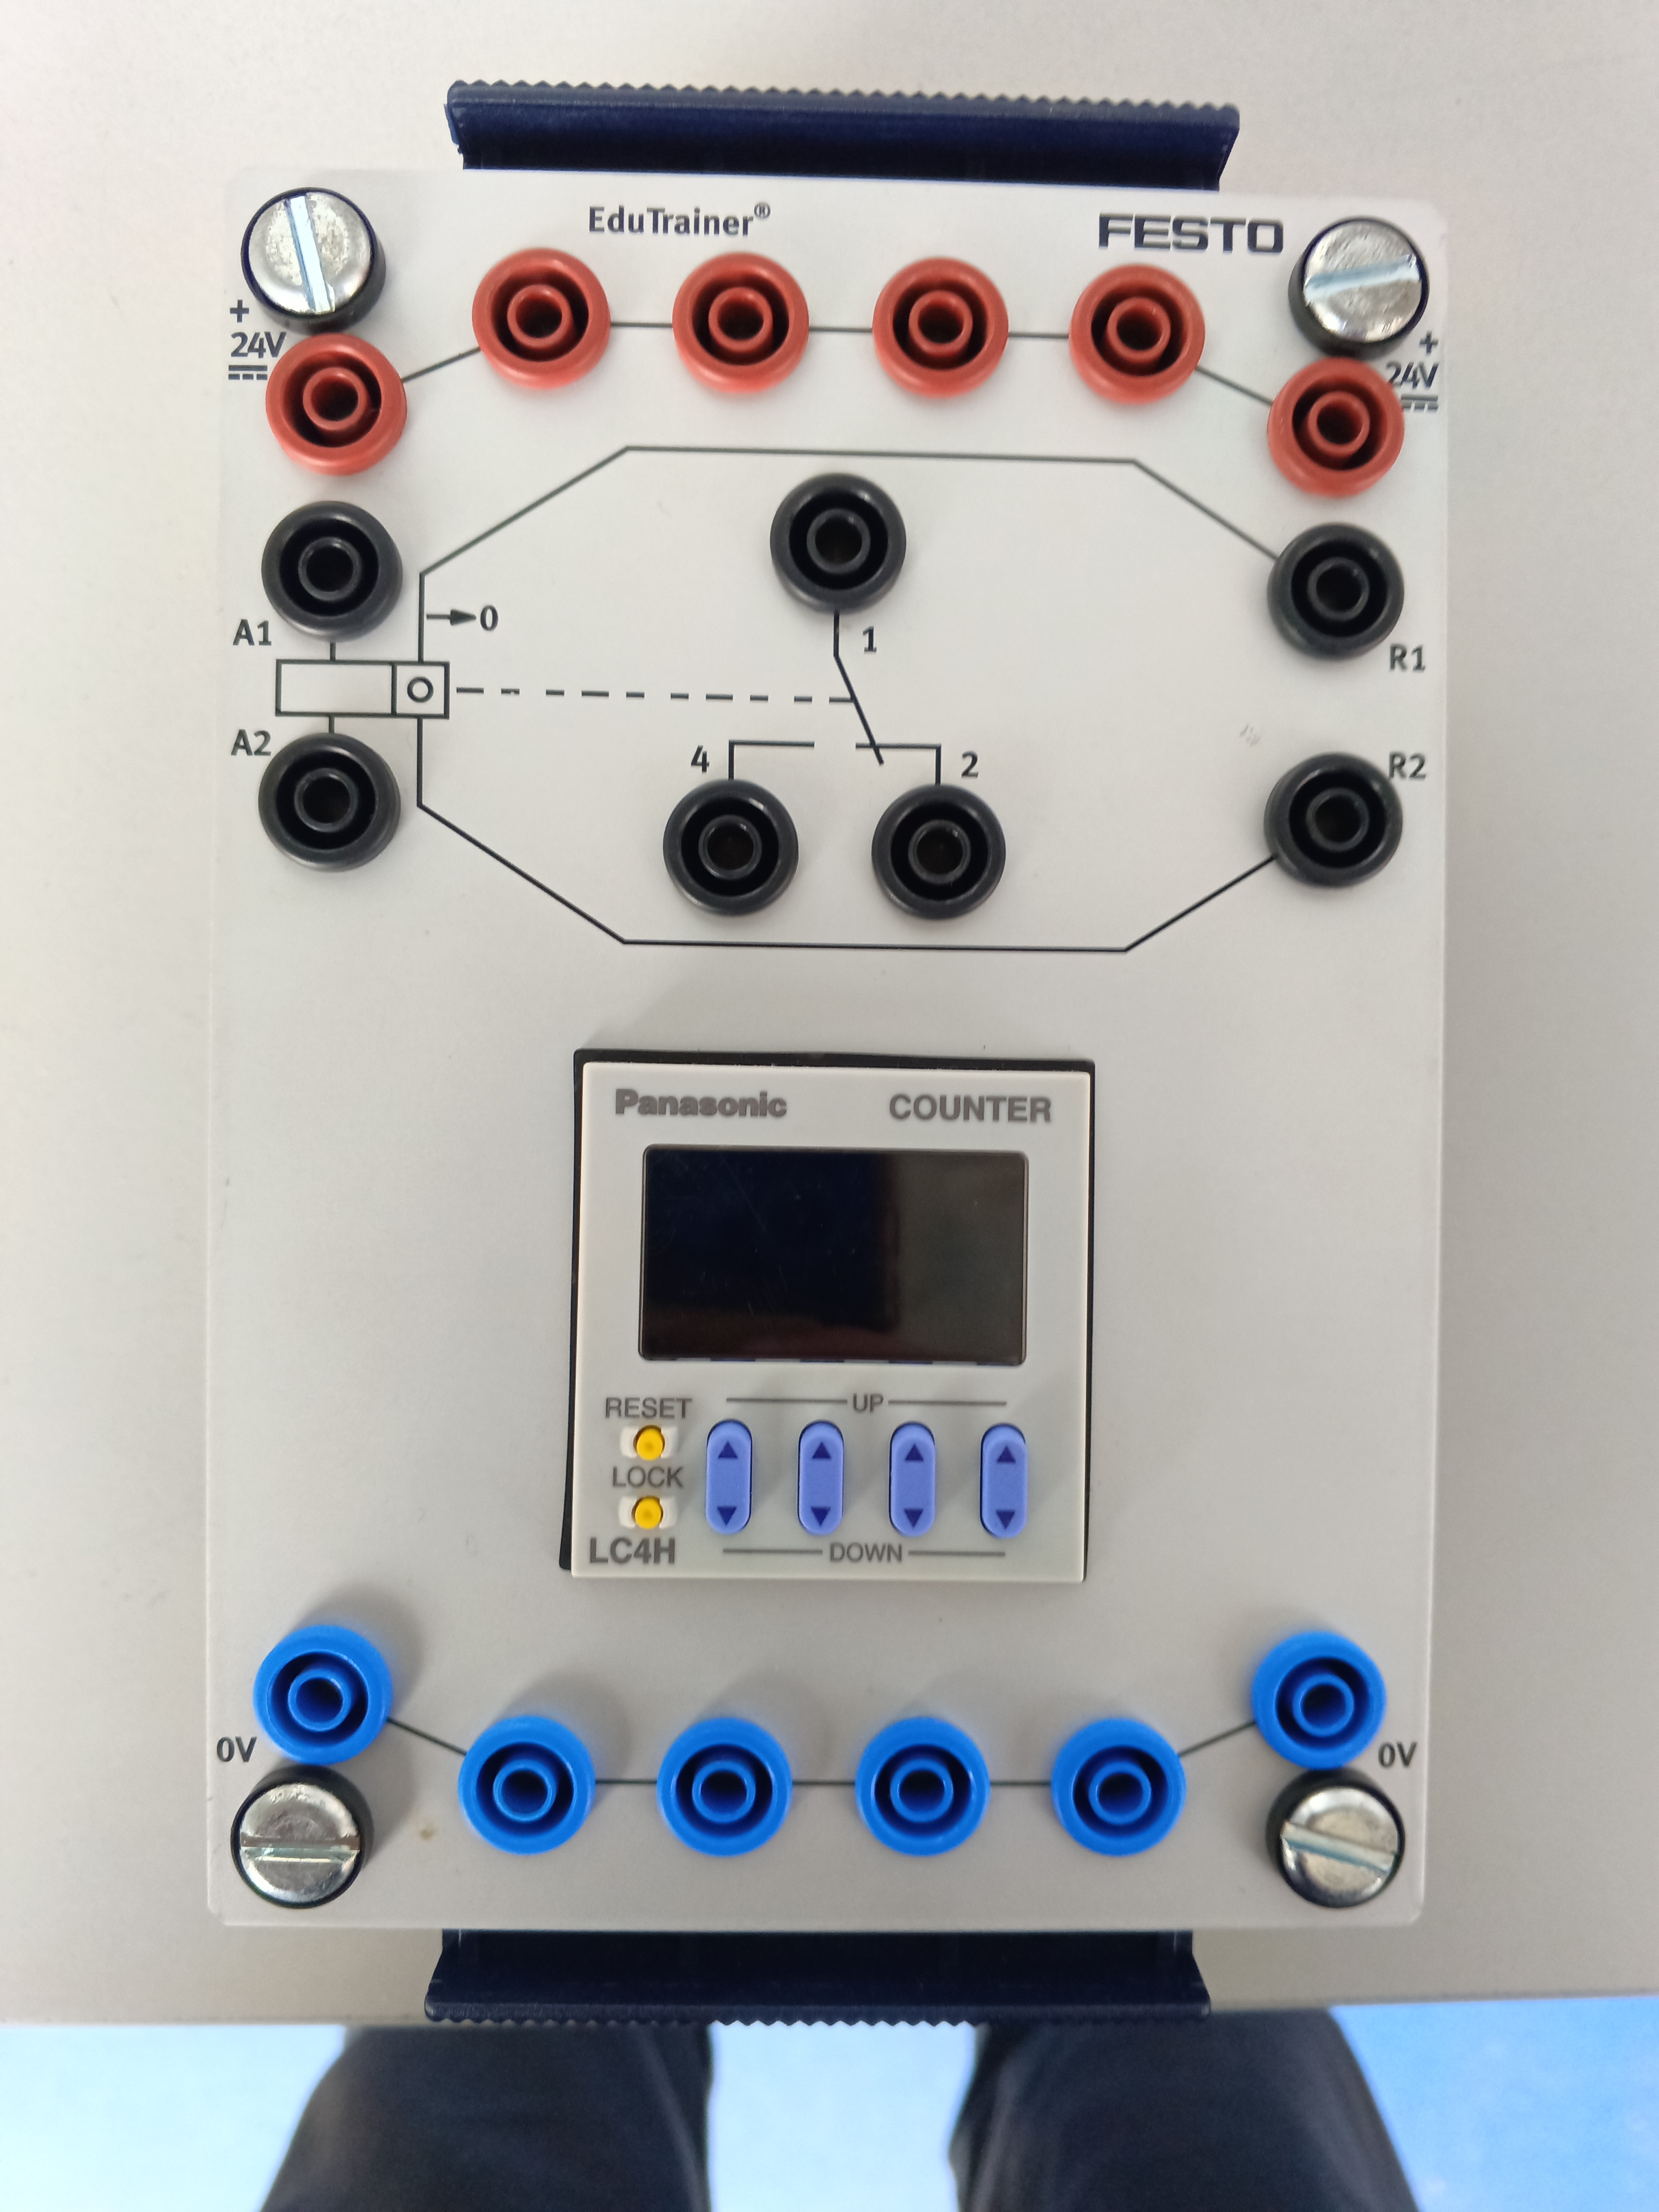 EduTrainer®
FESTO
+
24V
+
24V
A1
0
1
R1
A2
4
2
R2
Panasonic
COUNTER
RESET
UP
LOCK
LC4H
DOWN
0V
0V